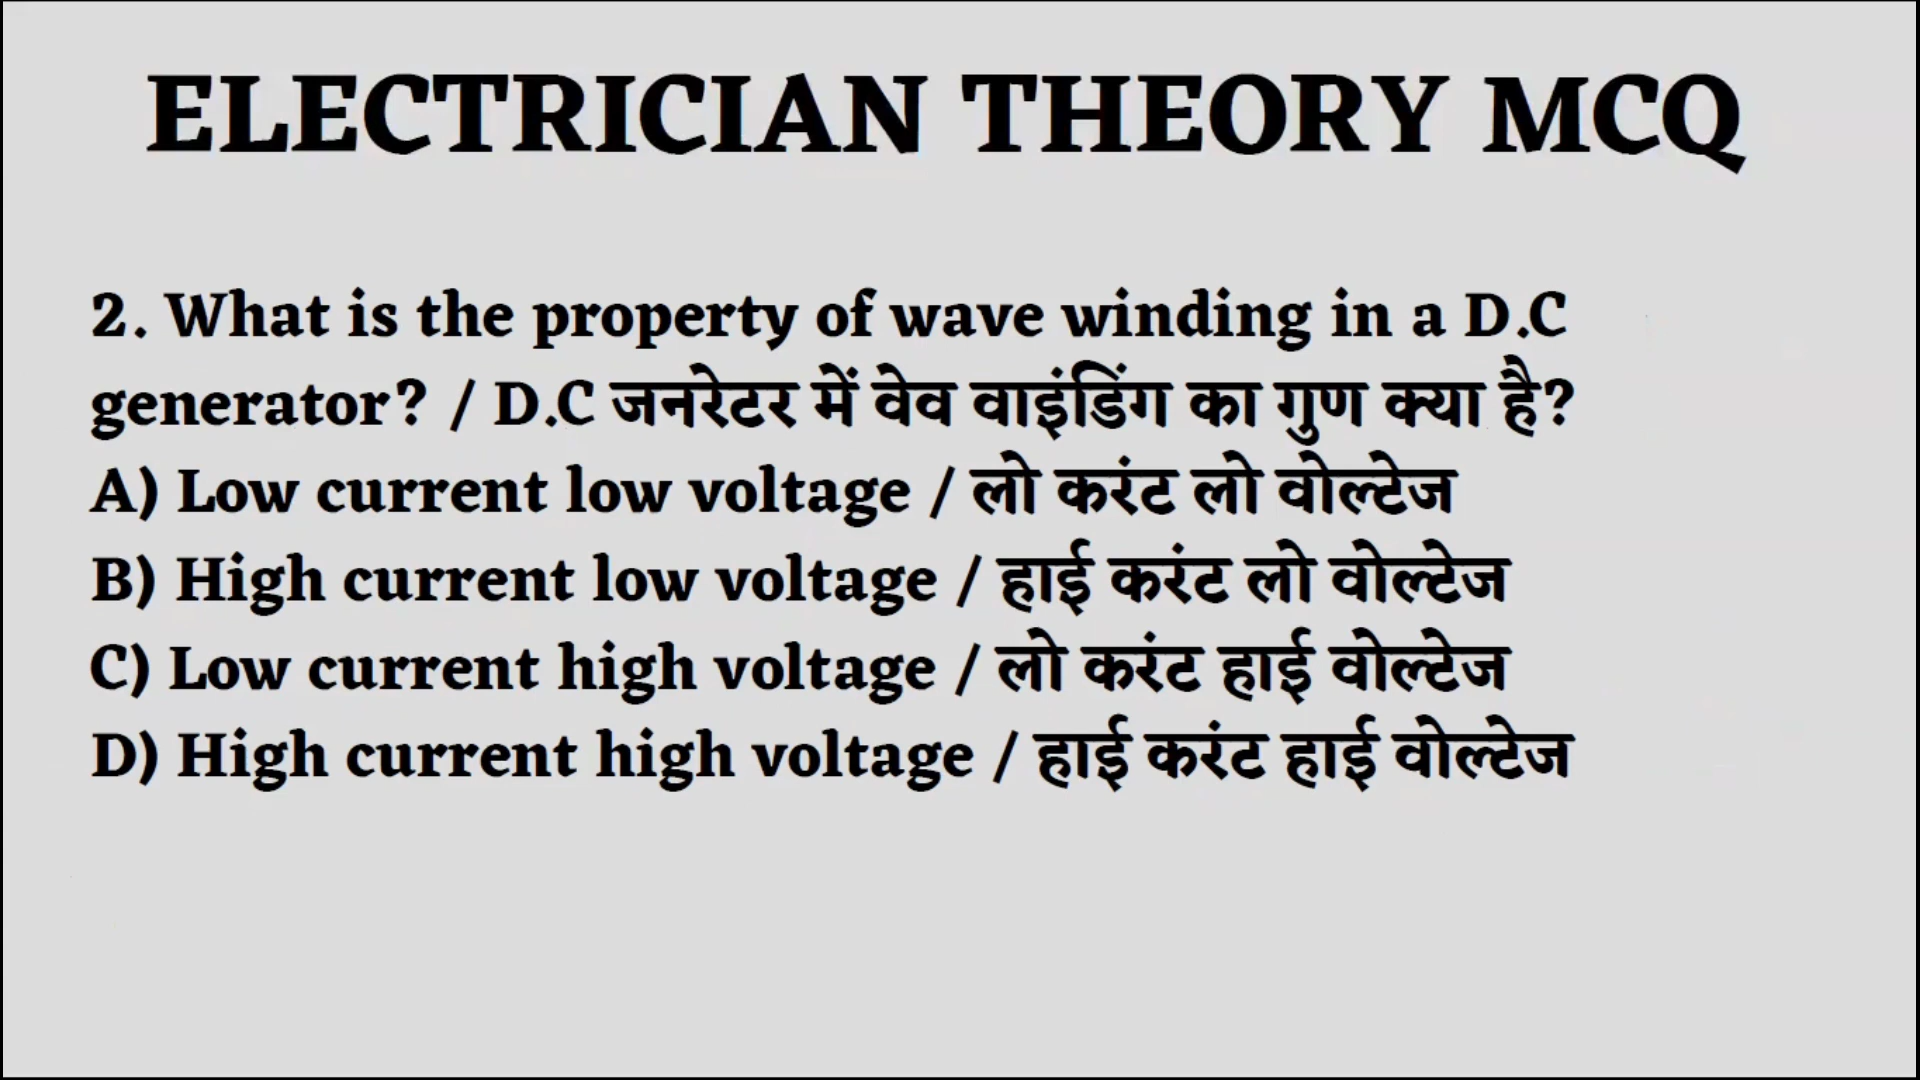 ELECTRICIAN THEORY MCQ
2. What is the property of wave winding in a D.C
generator? / D.C जनरेटर में वेव वाइंडिंग का गुण क्या है?
A) Low current low voltage / लो करंट लो वोल्टेज
B) High current low voltage / हाई करंट लो वोल्टेज
C) Low current high voltage / लो करंट हाई वोल्टेज
D) High current high voltage / हाई करंट हाई वोल्टेज